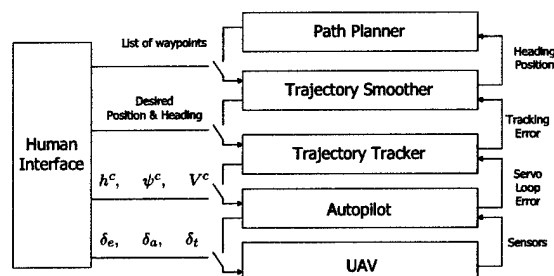 Path Planner
List of waypoints
Heading
Position
Trajectory Smoother
Desired
Position & Heading
Tracking
Error
Human
Interface
Trajectory Tracker
h^c, ψ^c, V^c
Servo
Loop
Error
Autopilot
δ_e, δ_a, δ_t
Sensors
UAV